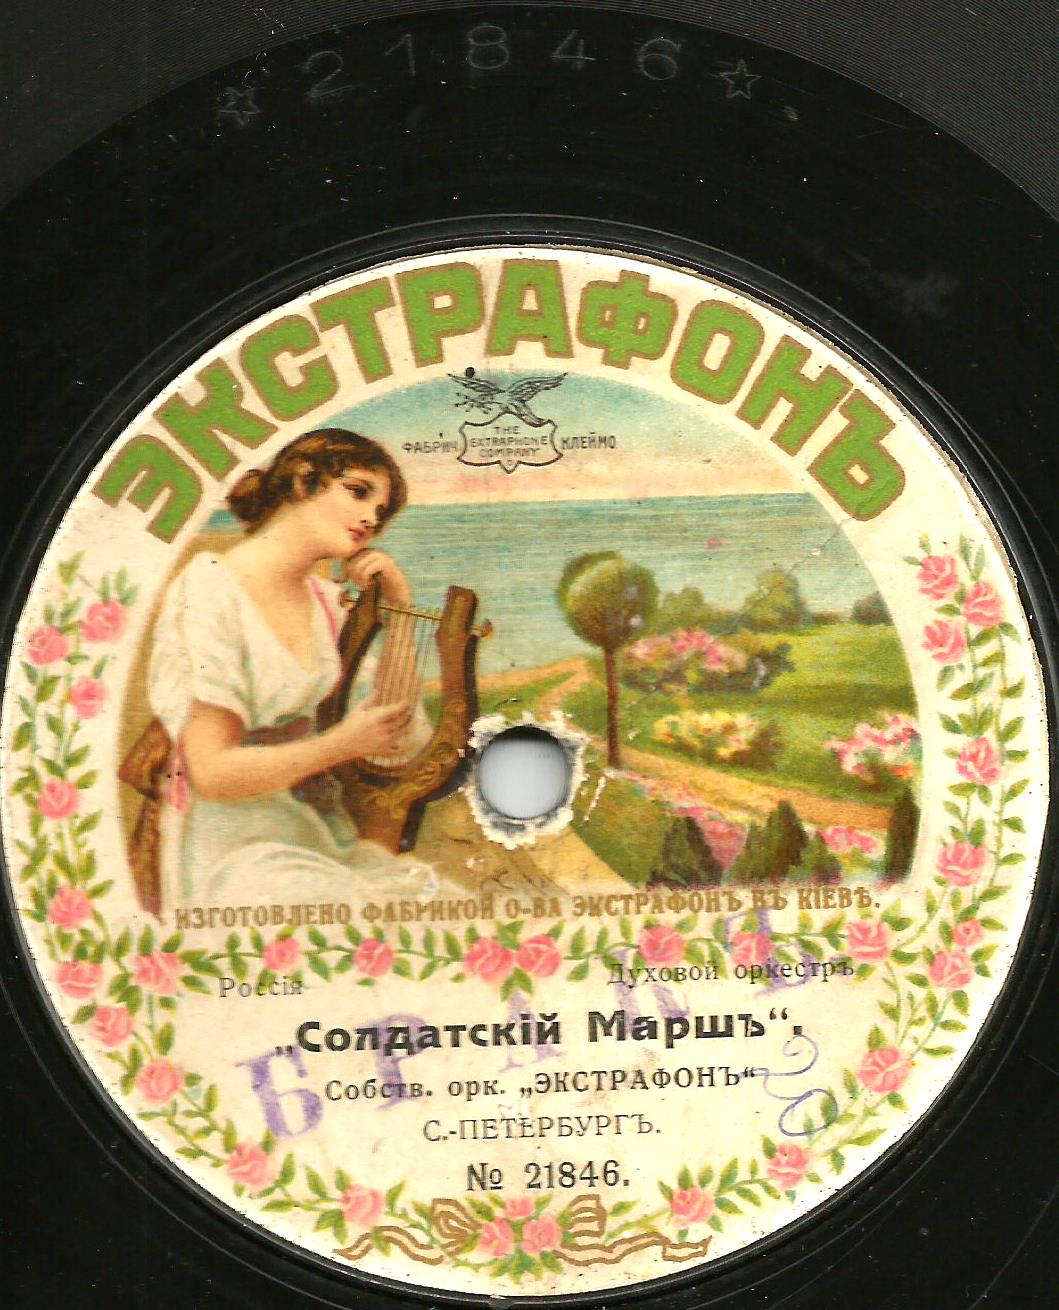 ☆ 21846 ☆
ЭКСТРАФОНЪ
ФАБРИЧ THE EXTRAPHONE COMPANY КЛЕЙМО
ИЗГОТОВЛЕНО ФАБРИКОЙ О-ВА ЭКСТРАФОНЪ ВЪ КІЕВѢ.
Россія Духовой оркестръ
„Солдатскій Маршъ“.
Собств. орк. „ЭКСТРАФОНЪ“
С.-ПЕТЕРБУРГЪ.
№ 21846.
БРАКЪ